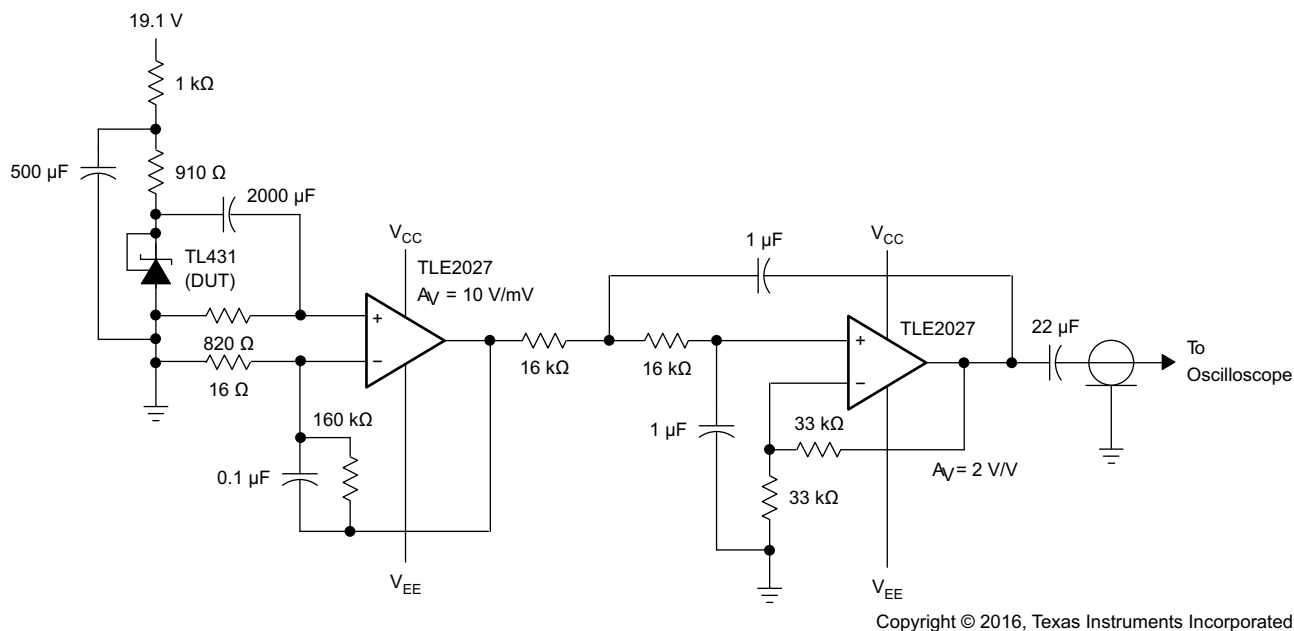 19.1 V
1 kΩ
500 µF
910 Ω
2000 µF
TL431
(DUT)
820 Ω
16 Ω
160 kΩ
0.1 µF
VCC
TLE2027
AV = 10 V/mV
VEE
16 kΩ
16 kΩ
1 µF
1 µF
VCC
TLE2027
33 kΩ
33 kΩ
AV = 2 V/V
VEE
22 µF
To
Oscilloscope
+
−
+
−
Copyright © 2016, Texas Instruments Incorporated